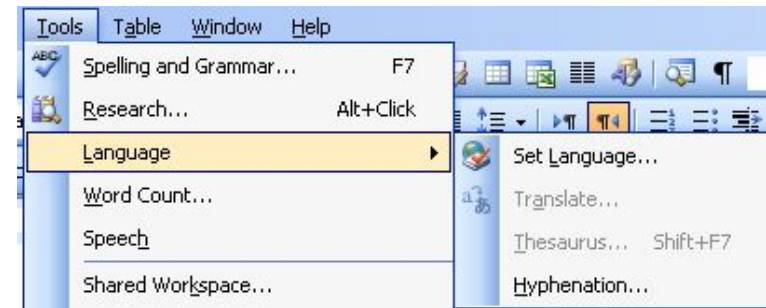 Tools Table Window Help
ABC Spelling and Grammar... F7
Research... Alt+Click
Language
Set Language...
Word Count...
Translate...
Speech
Thesaurus... Shift+F7
Shared Workspace...
Hyphenation...